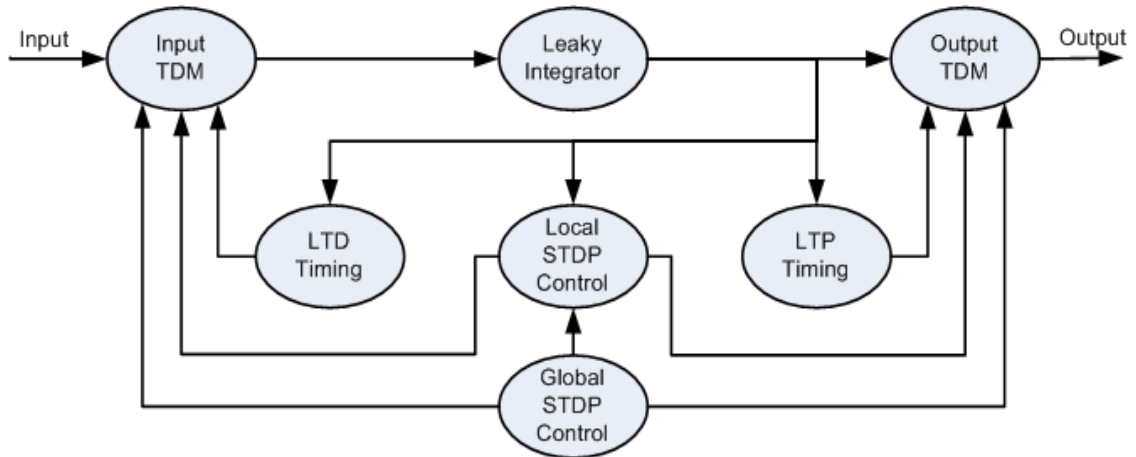 Input
Input
TDM
Leaky
Integrator
Output
TDM
Output
LTD
Timing
Local
STDP
Control
LTP
Timing
Global
STDP
Control